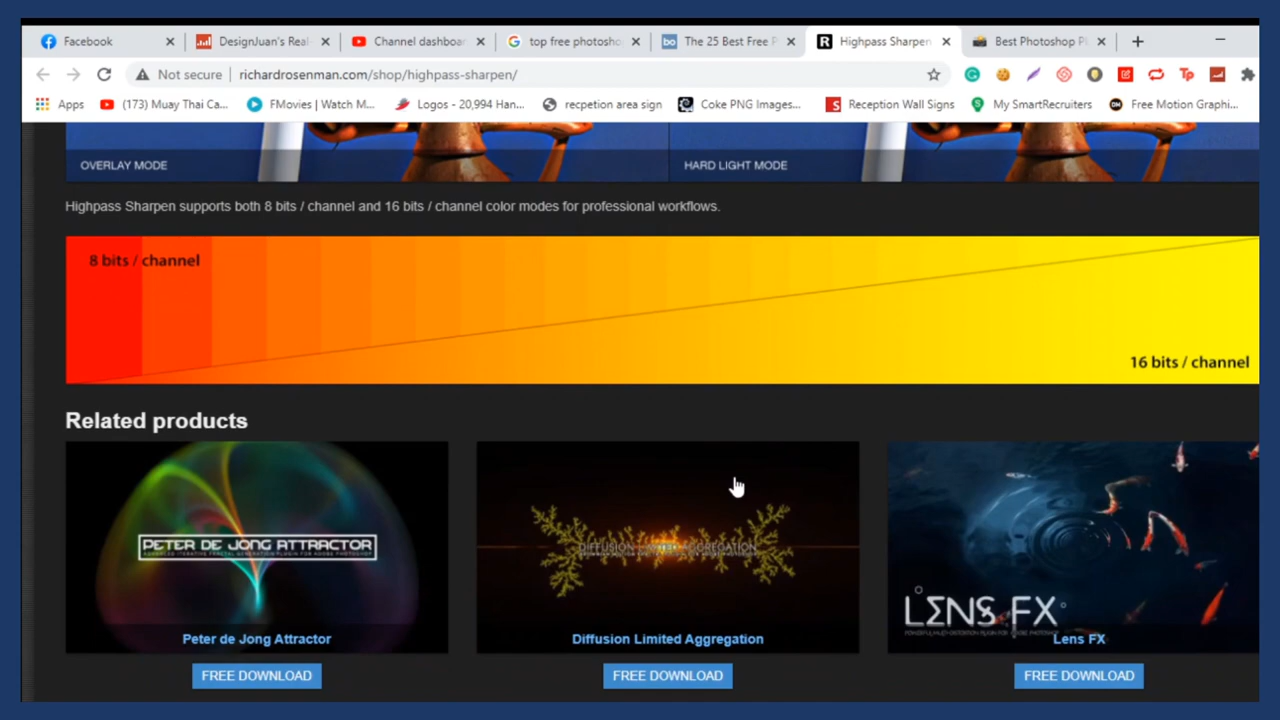 Facebook
DesignJuan's Real
Channel dashboar
top free photosho
The 25 Best Free P
Highpass Sharpen
Best Photoshop Pl
Not secure
richardrosenman.com/shop/highpass-sharpen/
Apps
(173) Muay Thai Ca...
FMovies | Watch M...
Logos - 20,994 Han...
recpetion area sign
Coke PNG Images...
Reception Wall Signs
My SmartRecruiters
Free Motion Graphi...
OVERLAY MODE
HARD LIGHT MODE
Highpass Sharpen supports both 8 bits / channel and 16 bits / channel color modes for professional workflows.
8 bits / channel
16 bits / channel
Related products
PETER DE JONG ATTRACTOR
DIFFUSION LIMITED AGGREGATION
LENS FX
Peter de Jong Attractor
Diffusion Limited Aggregation
Lens FX
FREE DOWNLOAD
FREE DOWNLOAD
FREE DOWNLOAD